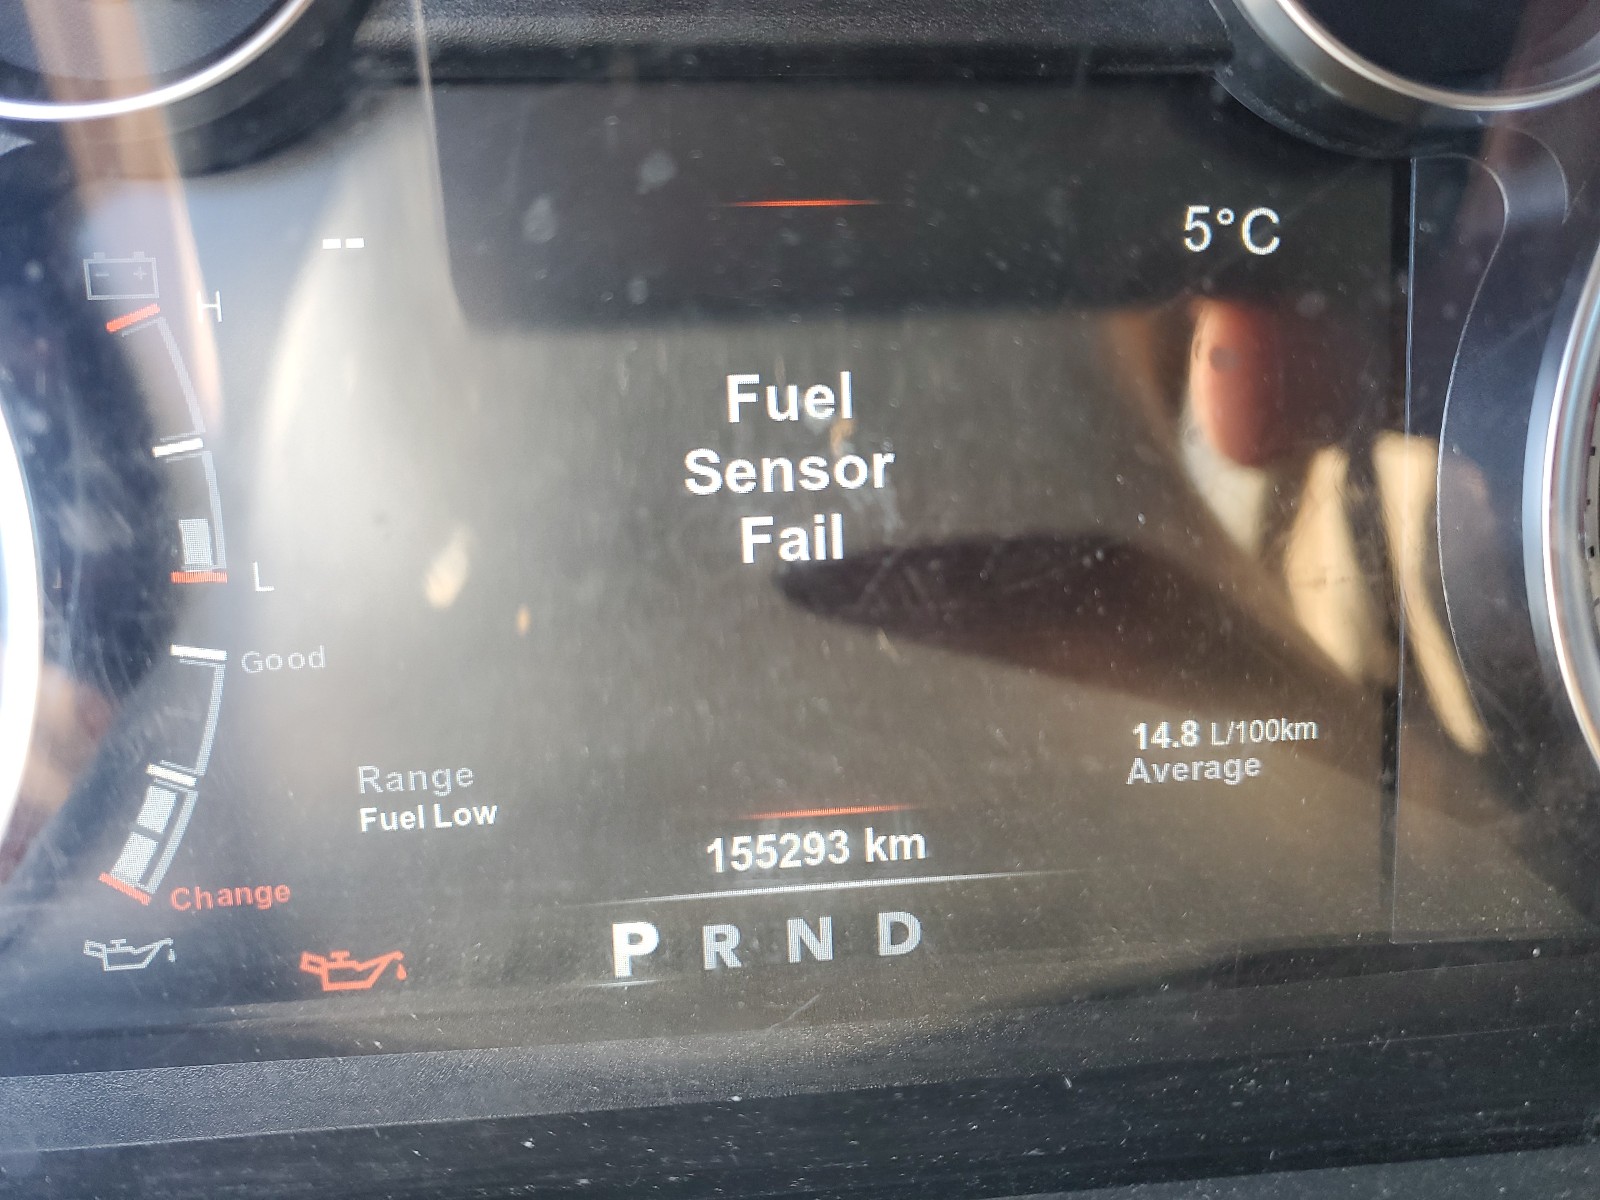 --
5°C
- +
H
Fuel
Sensor
Fail
L
Good
14.8 L/100km
Average
Range
Fuel Low
155293 km
Change
P R N D